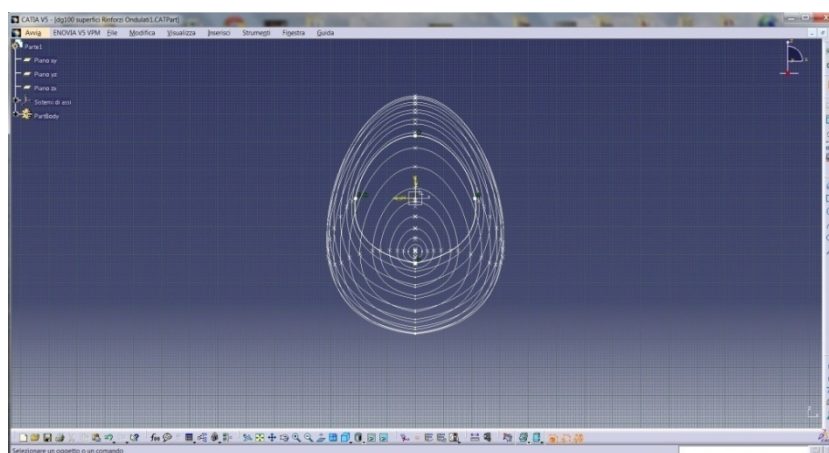 CATIA V5 - [dg100 superfici Rinforzi Ondulati1.CATPart]
Avvia ENOVIA V5 VPM File Modifica Visualizza Inserisci Strumenti Finestra Guida
Parte1
Piano xy
Piano yz
Piano zx
Sistemi di assi
PartBody
Selezionare un oggetto o un comando